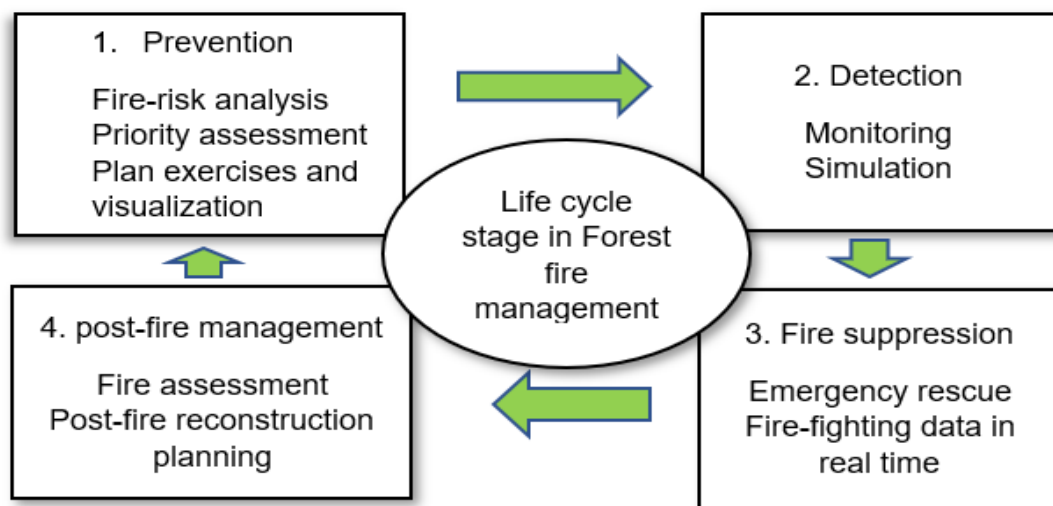 1. Prevention
Fire-risk analysis
Priority assessment
Plan exercises and
visualization
2. Detection
Monitoring
Simulation
Life cycle
stage in Forest
fire
management
3. Fire suppression
Emergency rescue
Fire-fighting data in
real time
4. post-fire management
Fire assessment
Post-fire reconstruction
planning